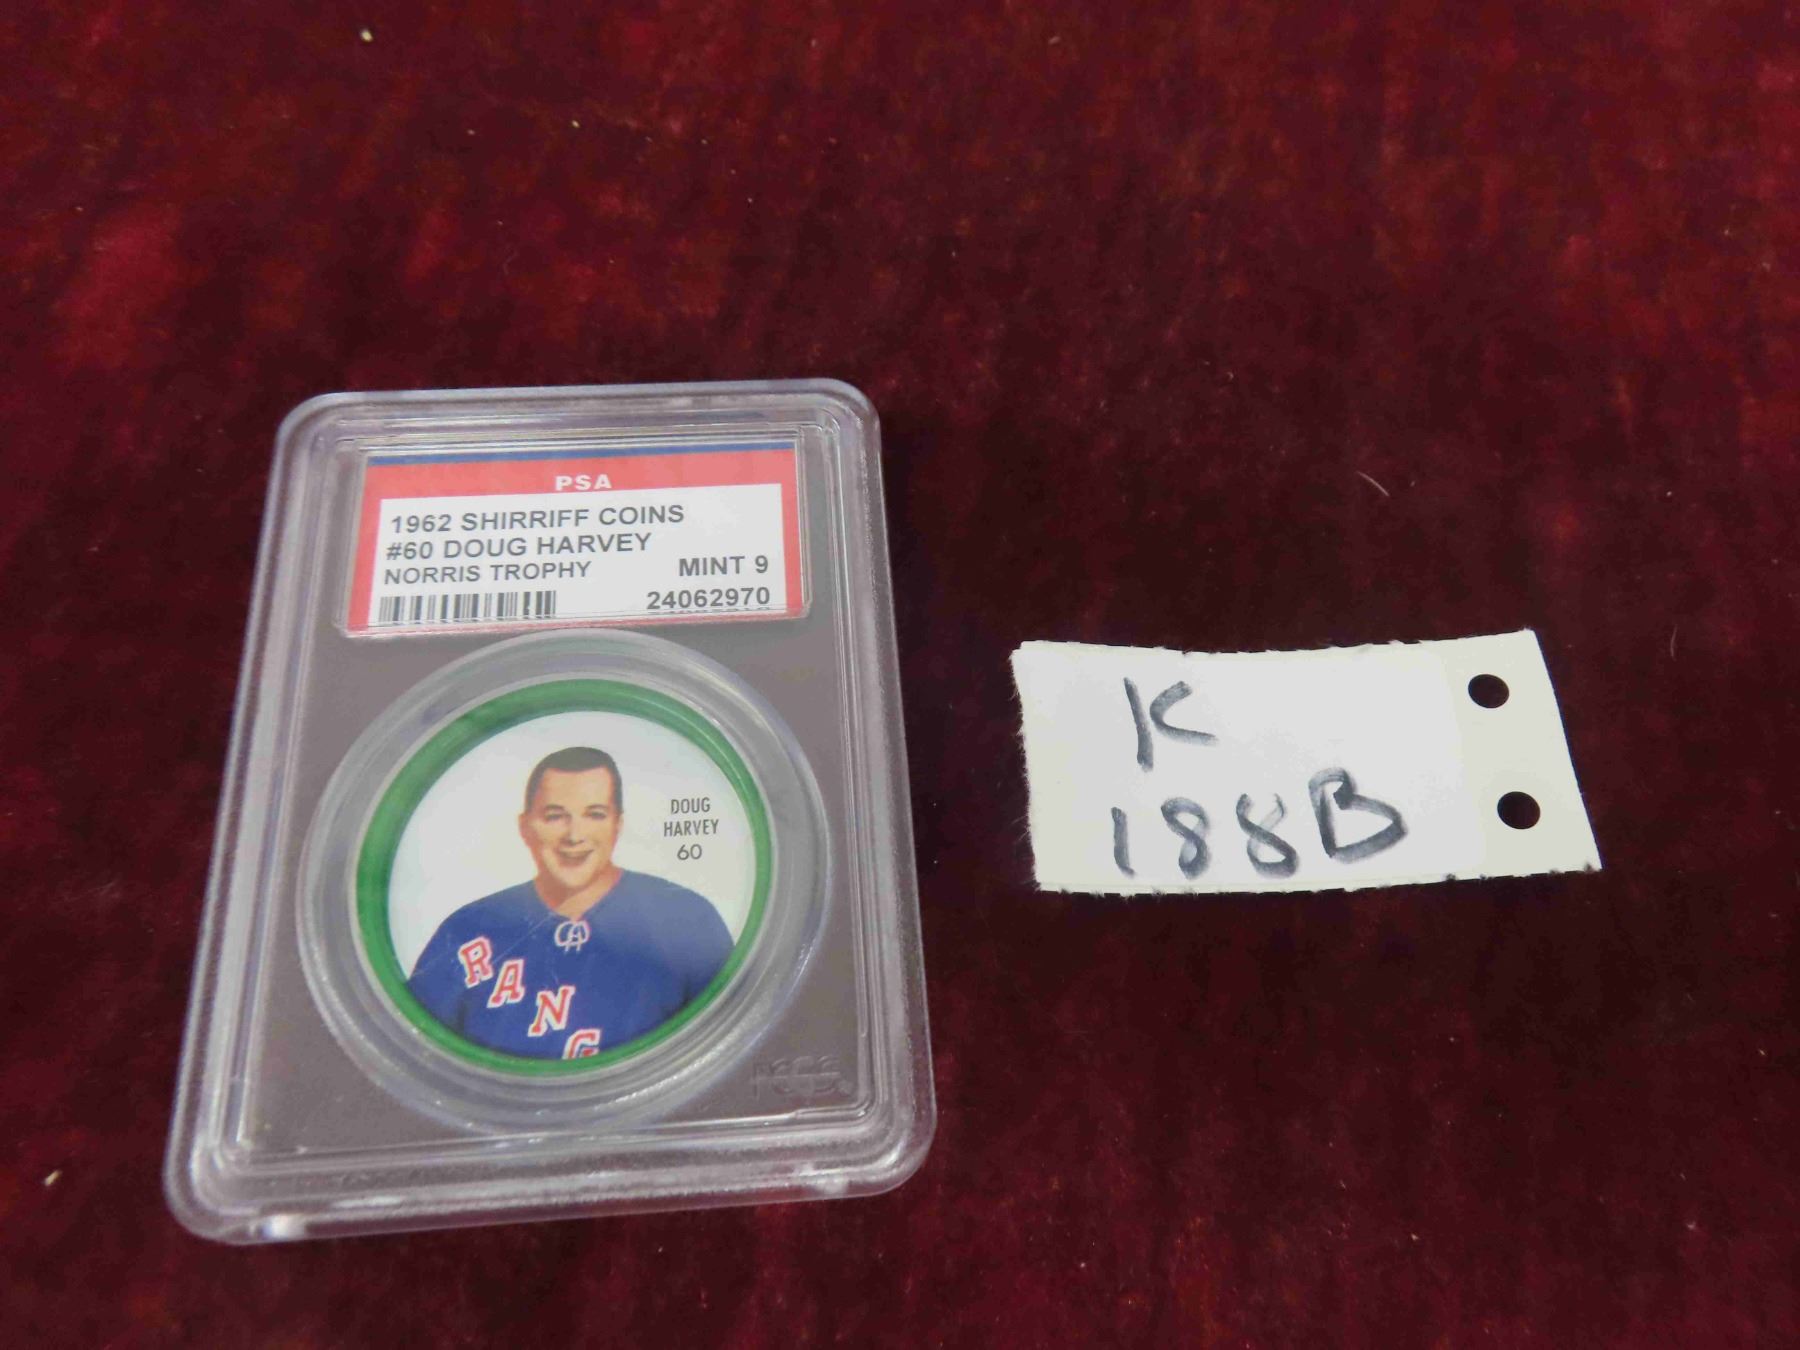 PSA
1962 SHIRRIFF COINS
#60 DOUG HARVEY
NORRIS TROPHY MINT 9
24062970
DOUG
HARVEY
60
RANG
K
188B